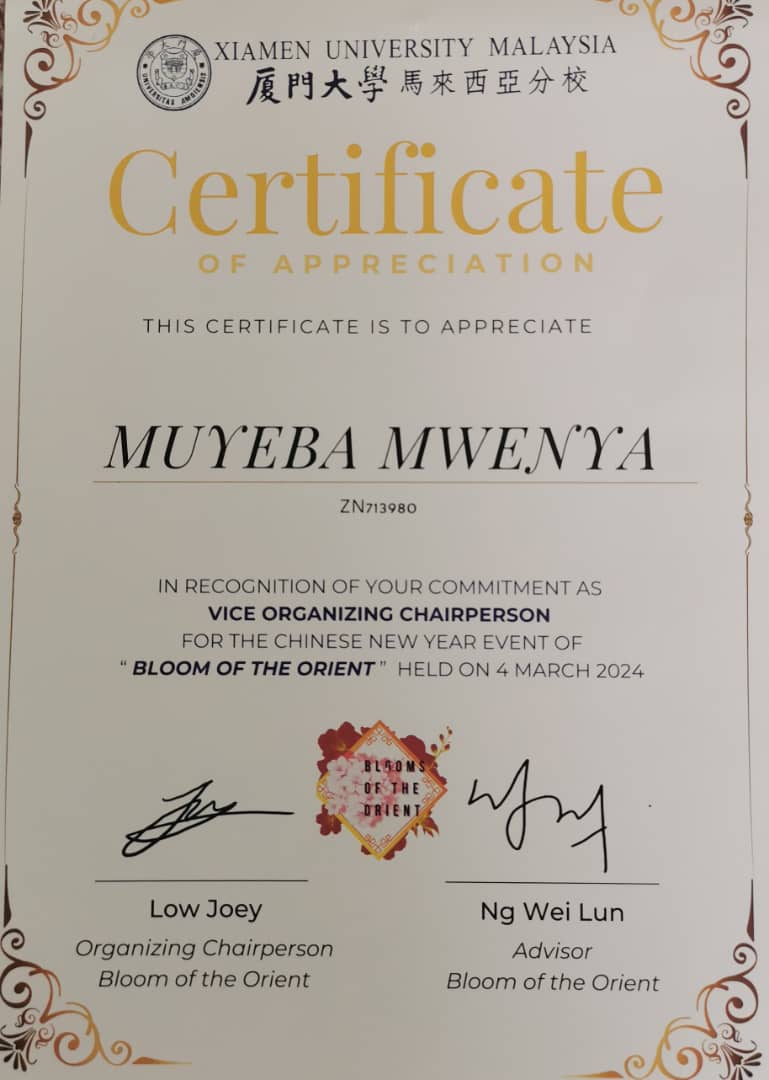 UNIVERSITAS AMOIENSIS
XIAMEN UNIVERSITY MALAYSIA
厦門大學 馬來西亞分校
Certificate
OF APPRECIATION
THIS CERTIFICATE IS TO APPRECIATE
MUYEBA MWENYA
ZN713980
IN RECOGNITION OF YOUR COMMITMENT AS
VICE ORGANIZING CHAIRPERSON
FOR THE CHINESE NEW YEAR EVENT OF
“ BLOOM OF THE ORIENT ” HELD ON 4 MARCH 2024
BLOOMS
OF THE
ORIENT
Low Joey
Organizing Chairperson
Bloom of the Orient
Ng Wei Lun
Advisor
Bloom of the Orient